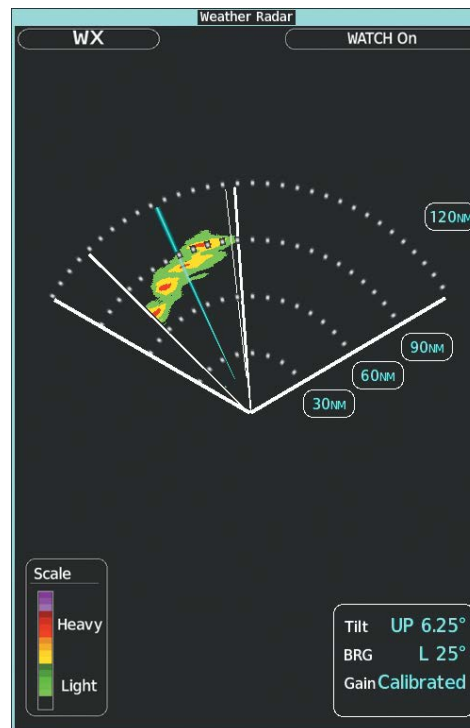 Weather Radar
WX
WATCH On
120NM
90NM
60NM
30NM
Scale
Heavy
Light
Tilt UP 6.25°
BRG L 25°
Gain Calibrated